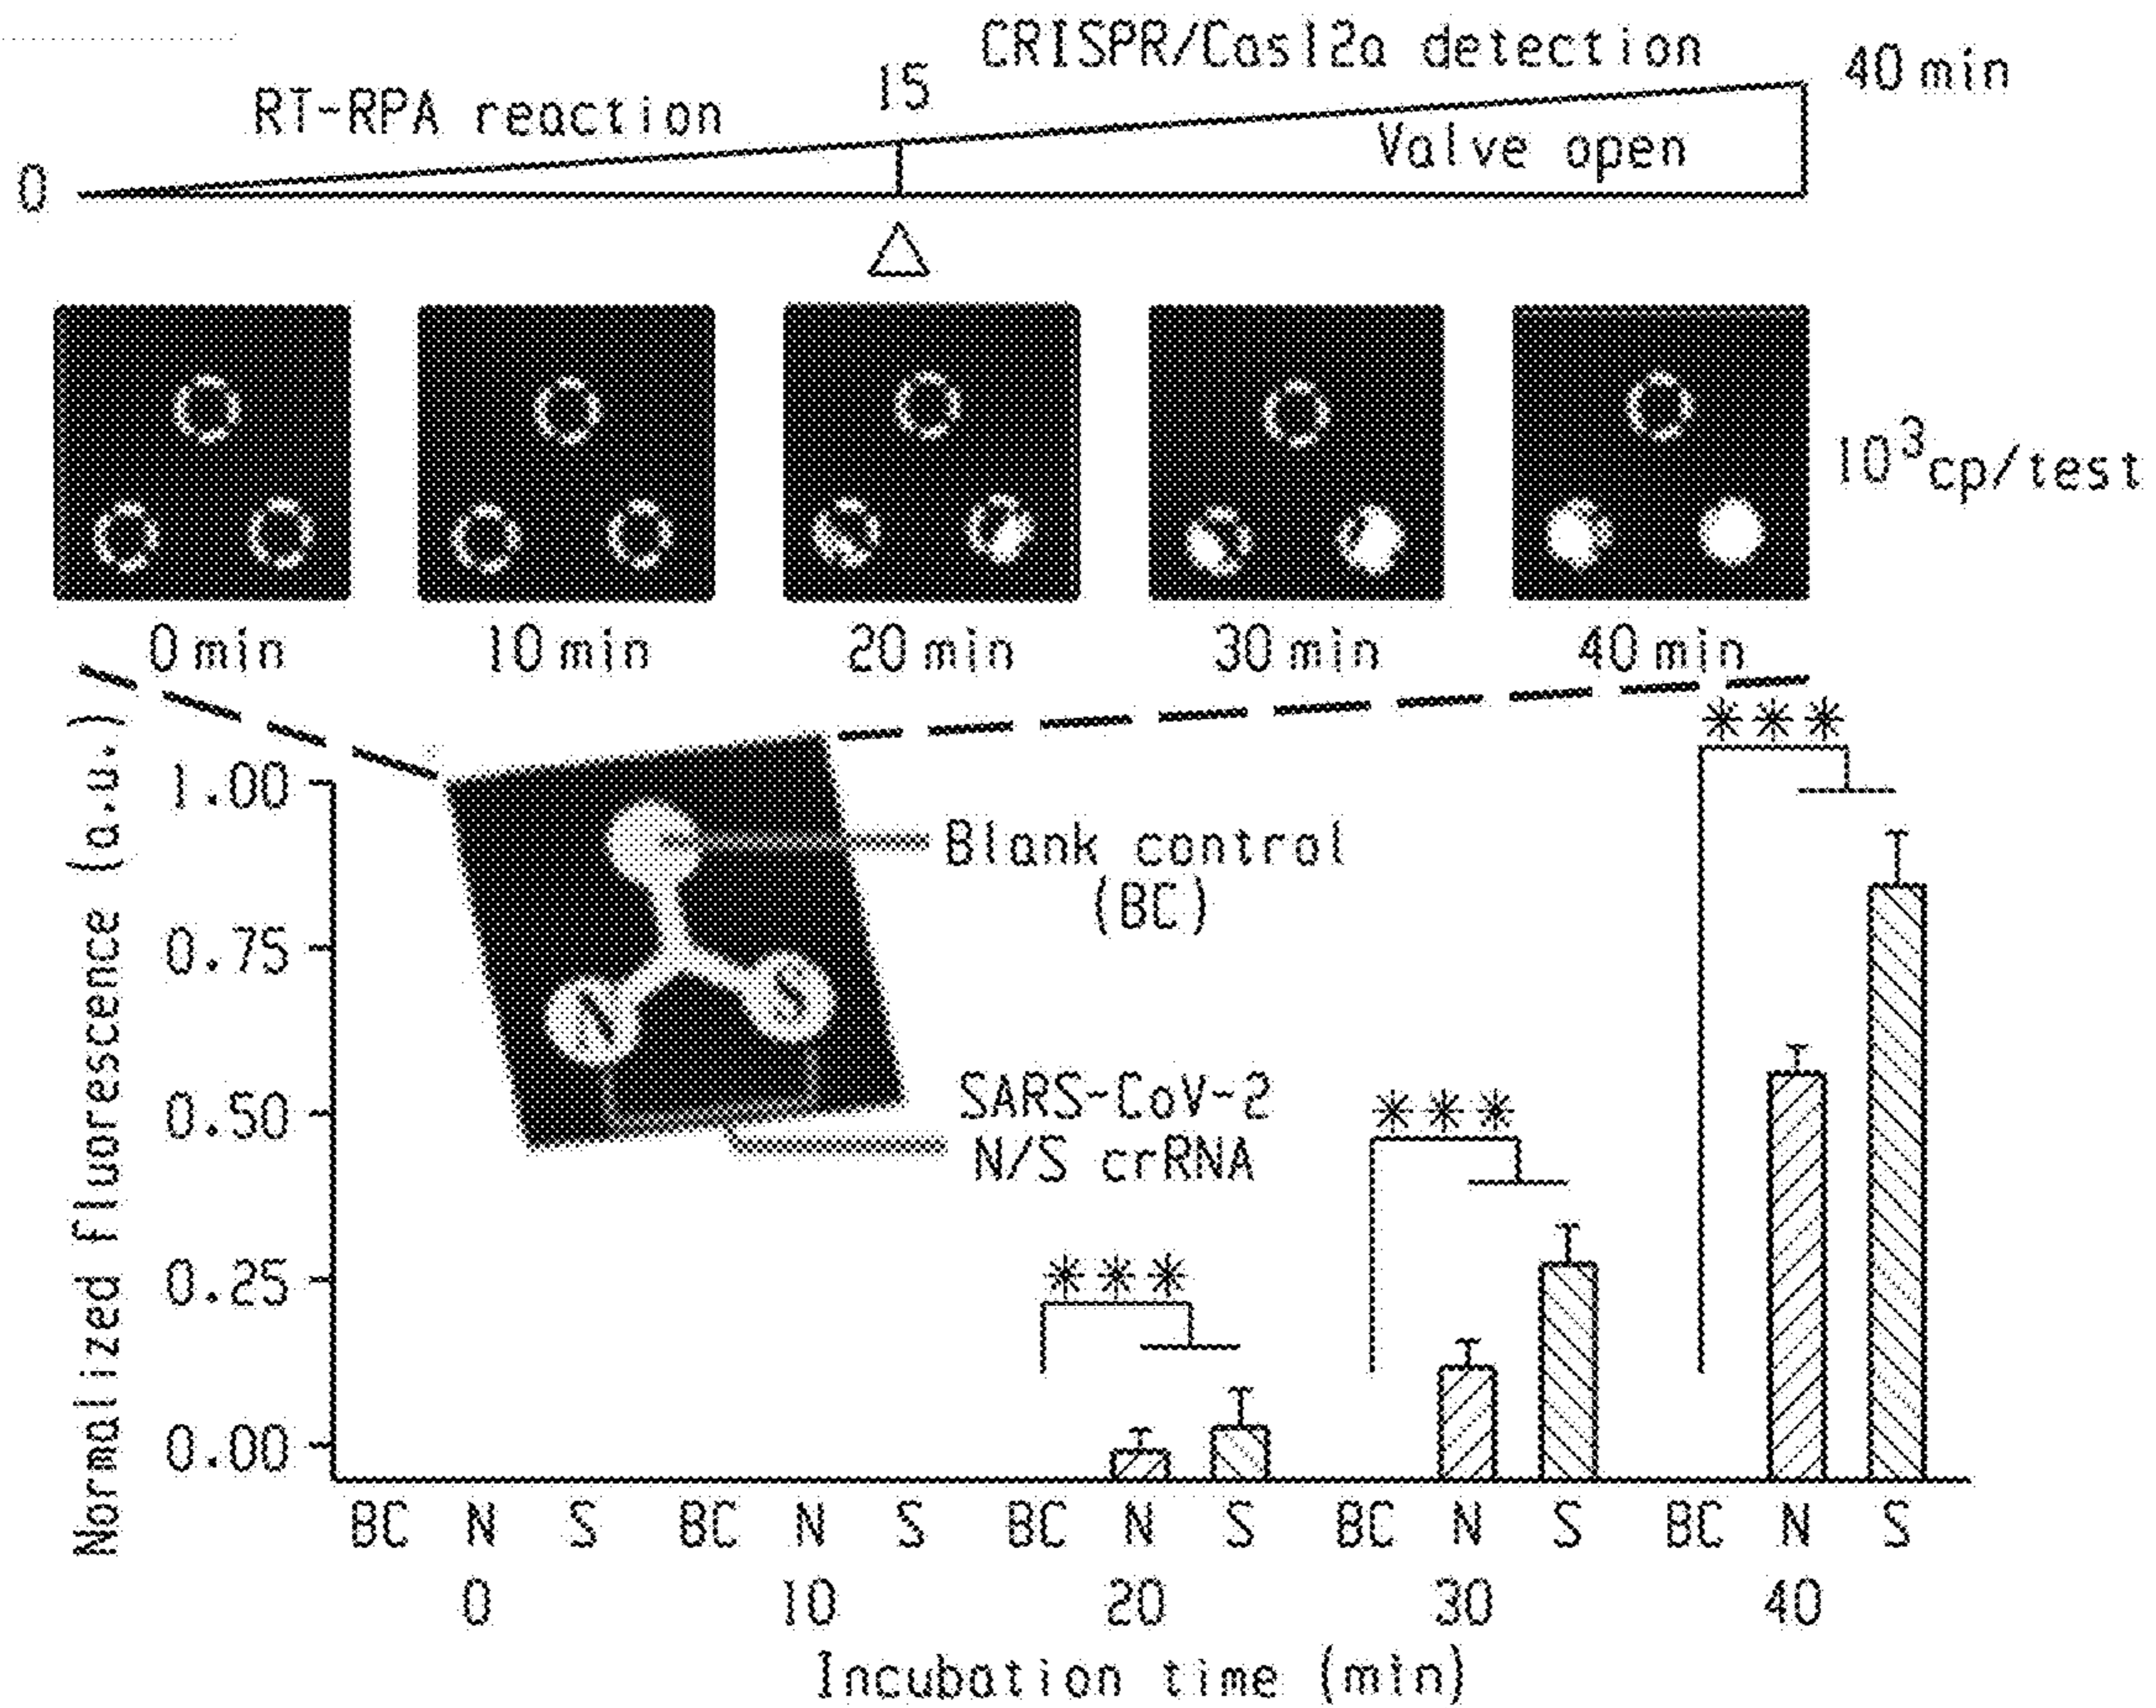 CRISPR/Cas12a detection
RT-RPA reaction
15
40 min
0
Valve open
10³cp/test
0 min
10 min
20 min
30 min
40 min
Normalized fluorescence (a.u.)
1.00
0.75
0.50
0.25
0.00
Blank control
(BC)
N
S
SARS-CoV-2
N/S crRNA
***
***
***
BC N S BC N S BC N S BC N S BC N S
0 10 20 30 40
Incubation time (min)